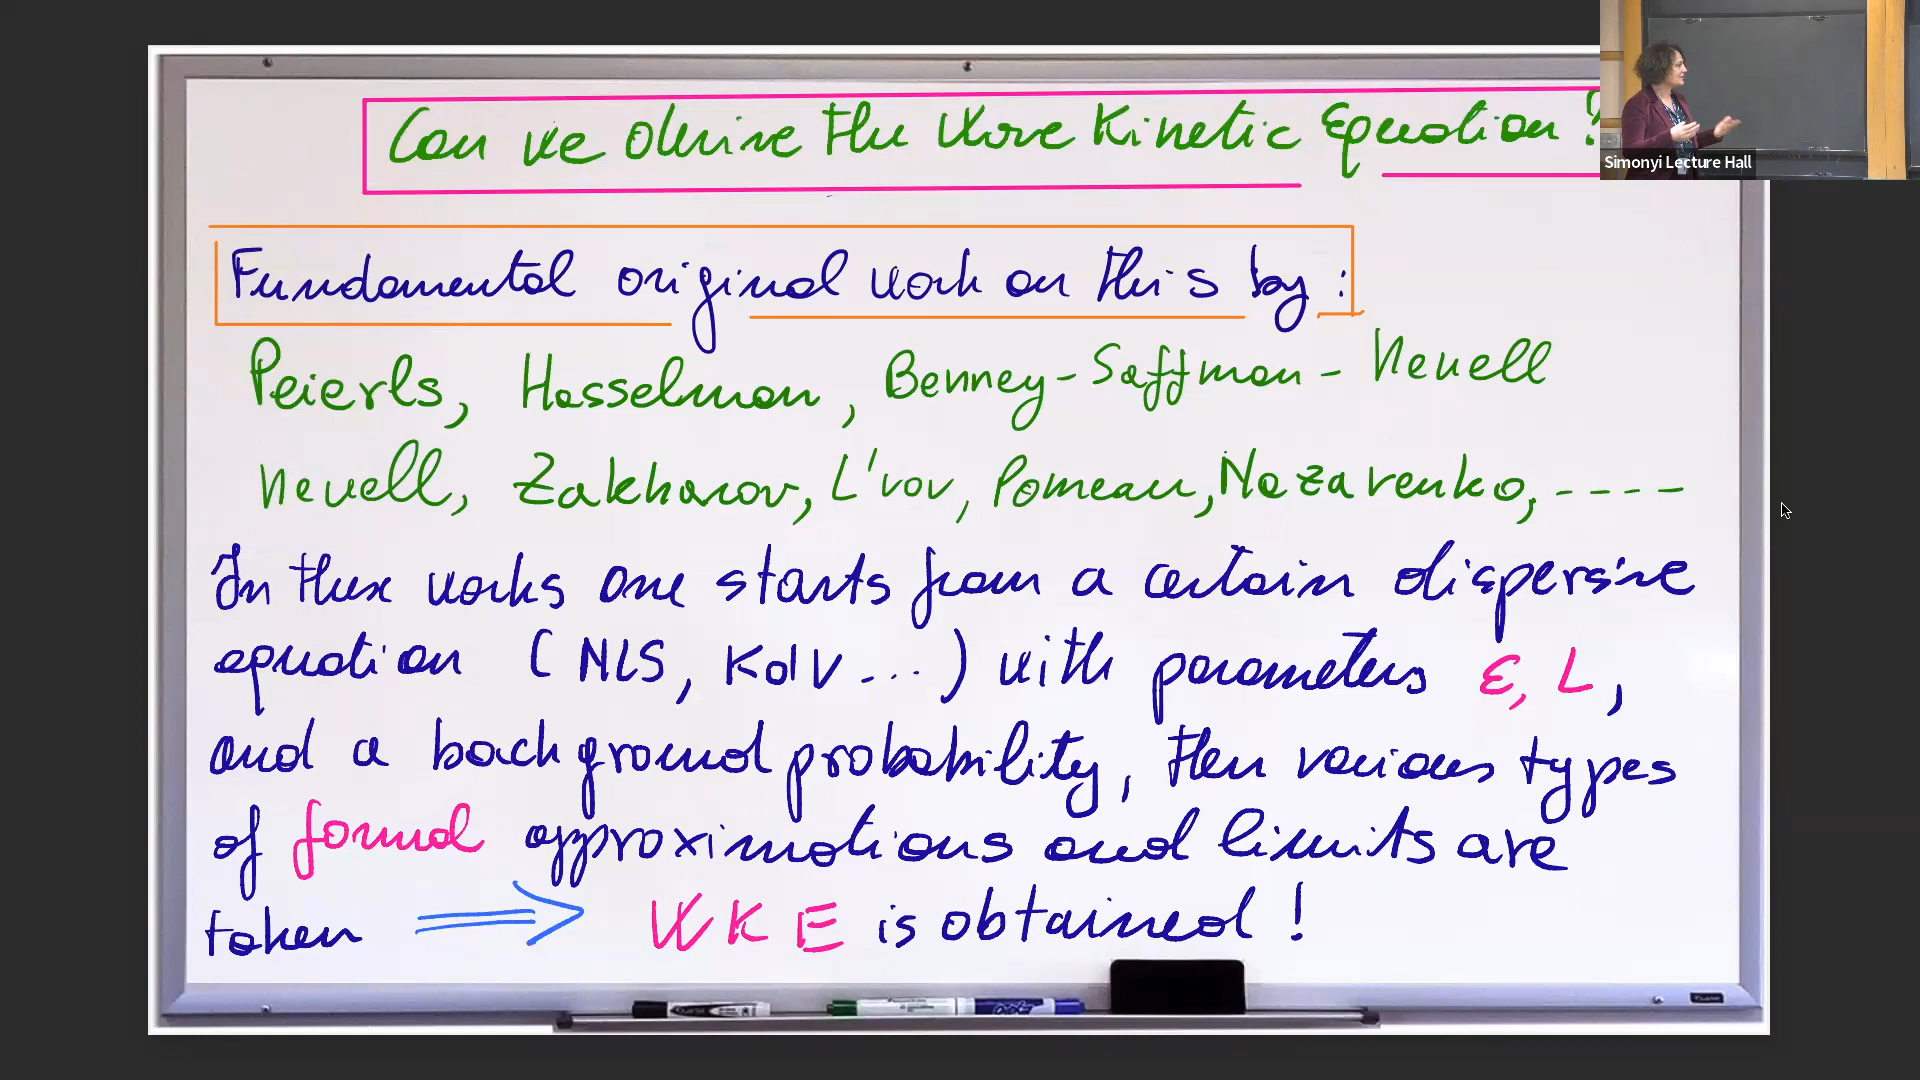 Can we derive the Wave Kinetic Equation?
Simonyi Lecture Hall
Fundamental original work on this by:
Peierls, Hasselman, Benney-Saffman-Newell
Newell, Zakharov, L'vov, Pomeau, Nazarenko, ----
In these works one starts from a certain dispersive
equation (NLS, KdV...) with parameters ε, L,
and a background probability, then various types
of formal approximations and limits are
taken ⟹ WKE is obtained!